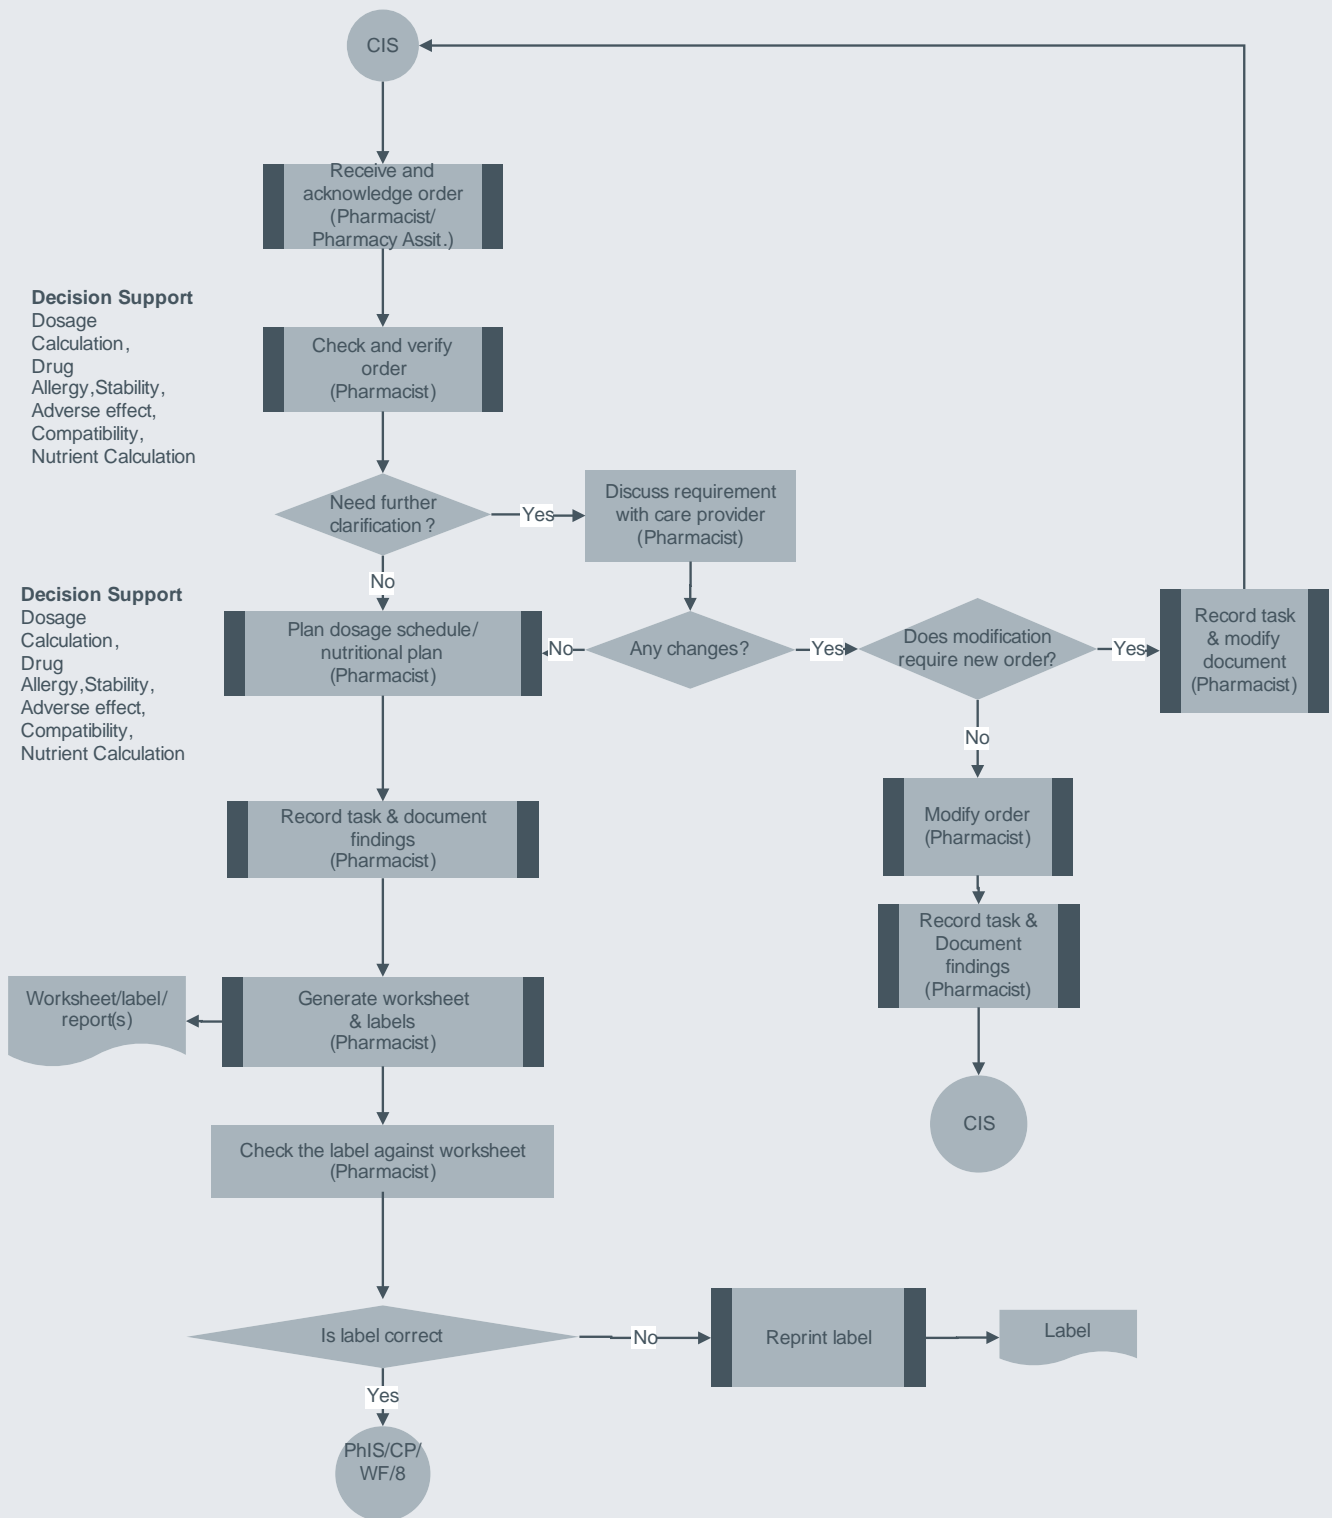 CIS
Receive and
acknowledge order
(Pharmacist/
Pharmacy Assit.)
Decision Support
Dosage
Calculation,
Drug
Allergy,Stability,
Adverse effect,
Compatibility,
Nutrient Calculation
Check and verify
order
(Pharmacist)
Need further
clarification?
Yes
Discuss requirement
with care provider
(Pharmacist)
No
Decision Support
Dosage
Calculation,
Drug
Allergy,Stability,
Adverse effect,
Compatibility,
Nutrient Calculation
Plan dosage schedule/
nutritional plan
(Pharmacist)
No
Any changes?
Yes
Does modification
require new order?
Yes
Record task
& modify
document
(Pharmacist)
No
Modify order
(Pharmacist)
Record task & document
findings
(Pharmacist)
Record task &
Document
findings
(Pharmacist)
Worksheet/label/
report(s)
Generate worksheet
& labels
(Pharmacist)
CIS
Check the label against worksheet
(Pharmacist)
Is label correct
No
Reprint label
Label
Yes
PhIS/CP/
WF/8